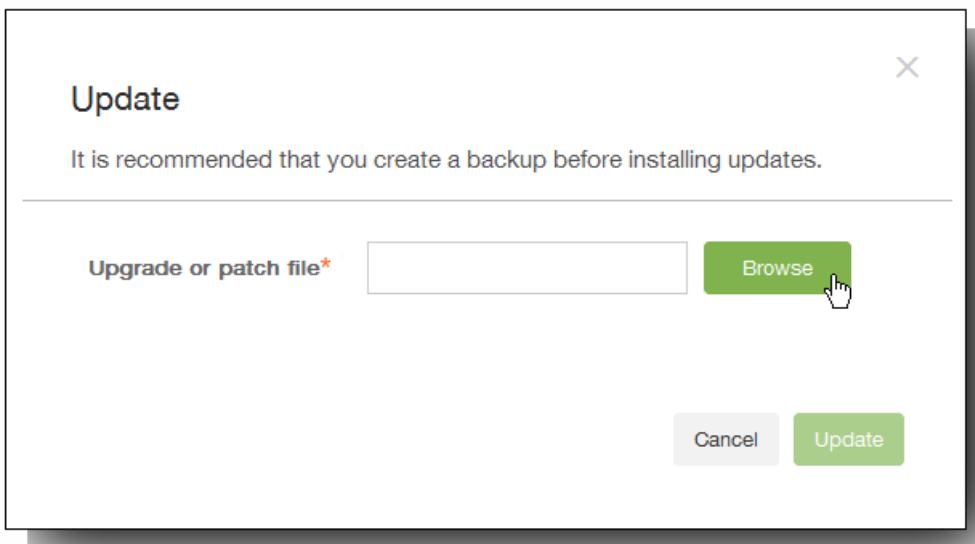 Update
It is recommended that you create a backup before installing updates.
Upgrade or patch file*
Browse
Cancel
Update